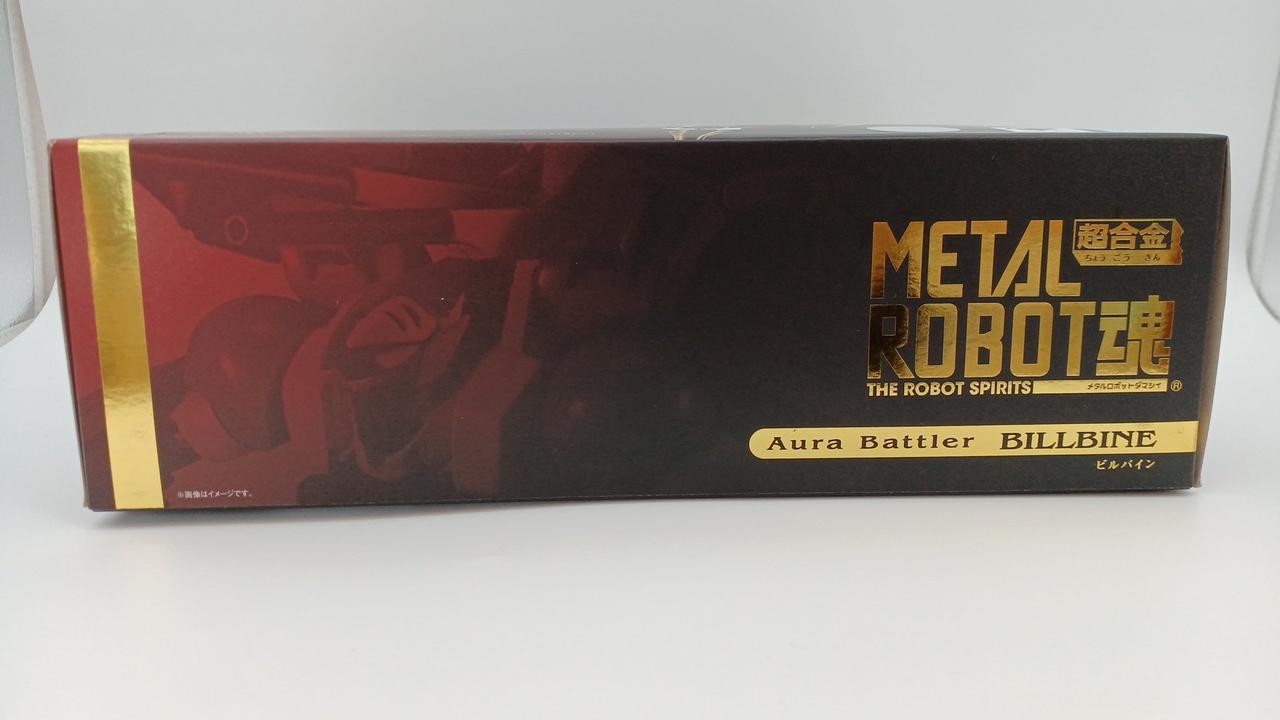 METAL 超合金
ちょう ごう きん
ROBOT魂
THE ROBOT SPIRITS メタルロボットダマシイ ®
Aura Battler BILLBINE
ビルバイン
※画像はイメージです。